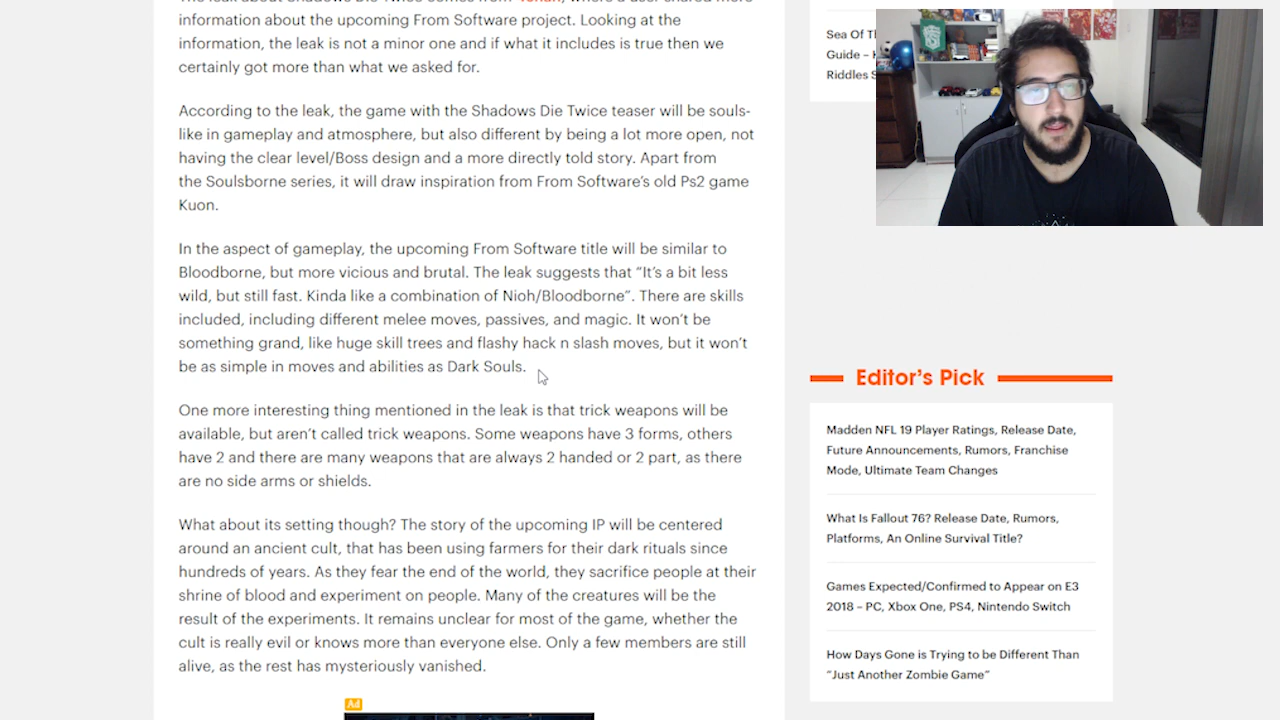 information about the upcoming From Software project. Looking at the
information, the leak is not a minor one and if what it includes is true then we
certainly got more than what we asked for.
According to the leak, the game with the Shadows Die Twice teaser will be souls-
like in gameplay and atmosphere, but also different by being a lot more open, not
having the clear level/Boss design and a more directly told story. Apart from
the Soulsborne series, it will draw inspiration from From Software's old Ps2 game
Kuon.
In the aspect of gameplay, the upcoming From Software title will be similar to
Bloodborne, but more vicious and brutal. The leak suggests that "It's a bit less
wild, but still fast. Kinda like a combination of Nioh/Bloodborne". There are skills
included, including different melee moves, passives, and magic. It won't be
something grand, like huge skill trees and flashy hack n slash moves, but it won't
be as simple in moves and abilities as Dark Souls.
One more interesting thing mentioned in the leak is that trick weapons will be
available, but aren't called trick weapons. Some weapons have 3 forms, others
have 2 and there are many weapons that are always 2 handed or 2 part, as there
are no side arms or shields.
What about its setting though? The story of the upcoming IP will be centered
around an ancient cult, that has been using farmers for their dark rituals since
hundreds of years. As they fear the end of the world, they sacrifice people at their
shrine of blood and experiment on people. Many of the creatures will be the
result of the experiments. It remains unclear for most of the game, whether the
cult is really evil or knows more than everyone else. Only a few members are still
alive, as the rest has mysteriously vanished.
Ad
Sea Of
Guide –
Riddles
Editor's Pick
Madden NFL 19 Player Ratings, Release Date,
Future Announcements, Rumors, Franchise
Mode, Ultimate Team Changes
What Is Fallout 76? Release Date, Rumors,
Platforms, An Online Survival Title?
Games Expected/Confirmed to Appear on E3
2018 – PC, Xbox One, PS4, Nintendo Switch
How Days Gone is Trying to be Different Than
"Just Another Zombie Game"